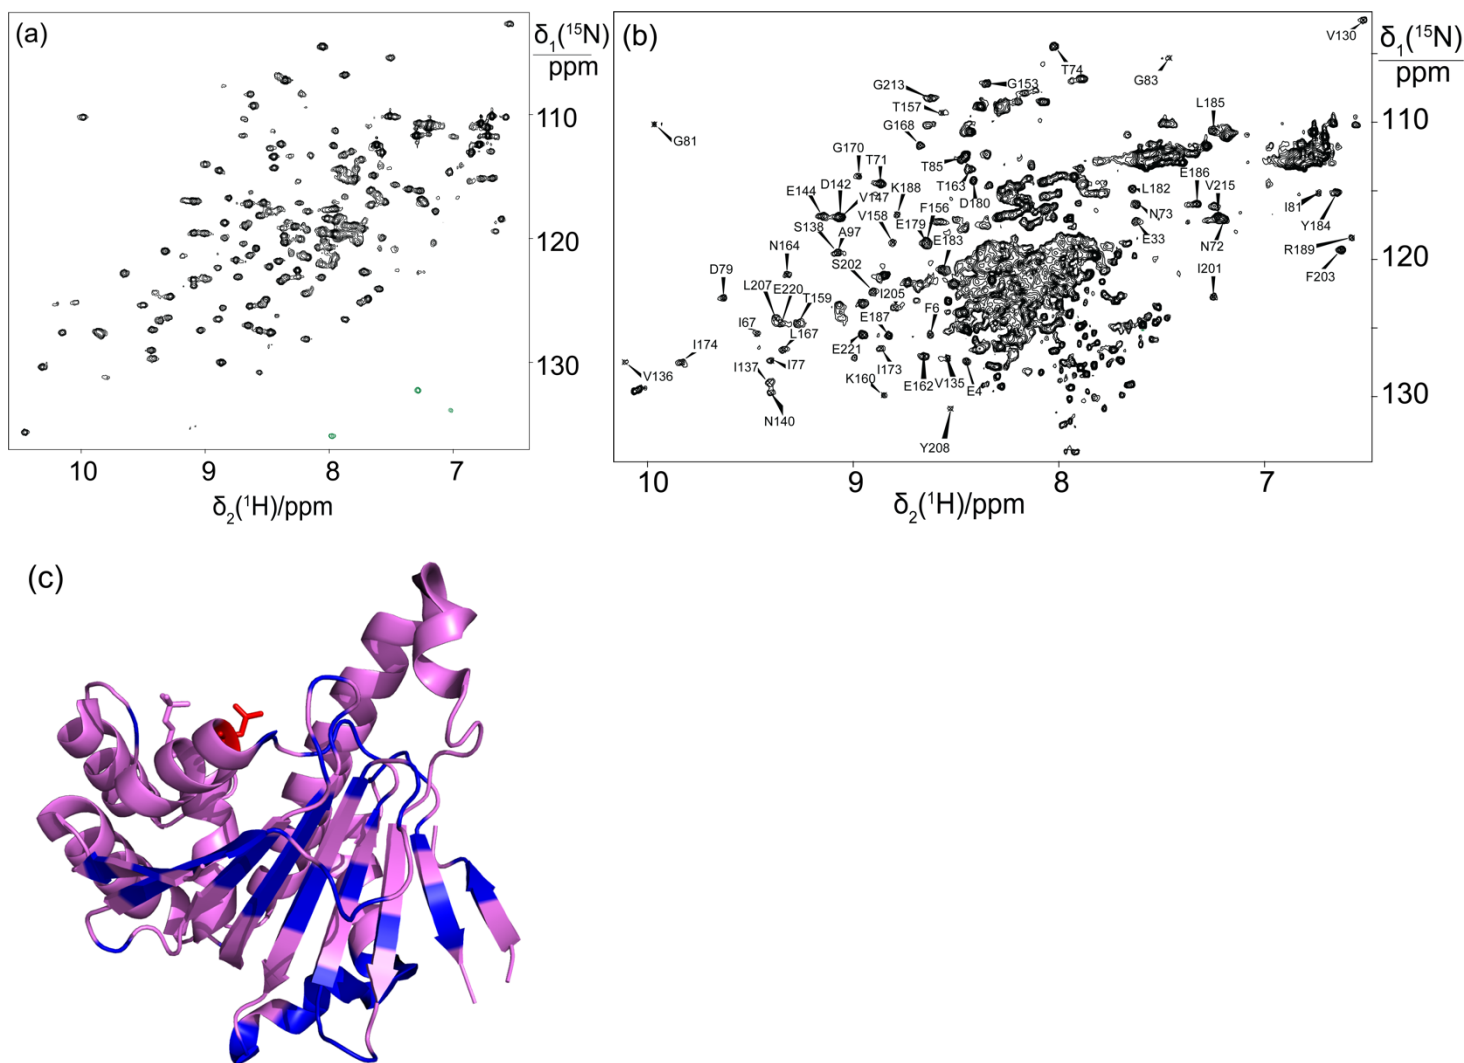 (a)
δ₁(¹⁵N)
ppm
110
120
130
10 9 8 7
δ₂(¹H)/ppm
(b)
δ₁(¹⁵N)
ppm
V130
T74
G83
G213
G153
T157
L185
G168
G81
G170
T71
T85
E186
D142
K188
T163
L182
V215
E144
V147
D180
I81
V158
F156
N73
S138
A97
E179
E33
Y184
N164
E183
N72
R189
S202
D79
I201
F203
L207
E220
I205
T159
F6
I67
E187
L167
I174
E221
V136
I137
I77
I173
V135
K160
E162
E4
N140
Y208
110
120
130
10 9 8 7
δ₂(¹H)/ppm
(c)